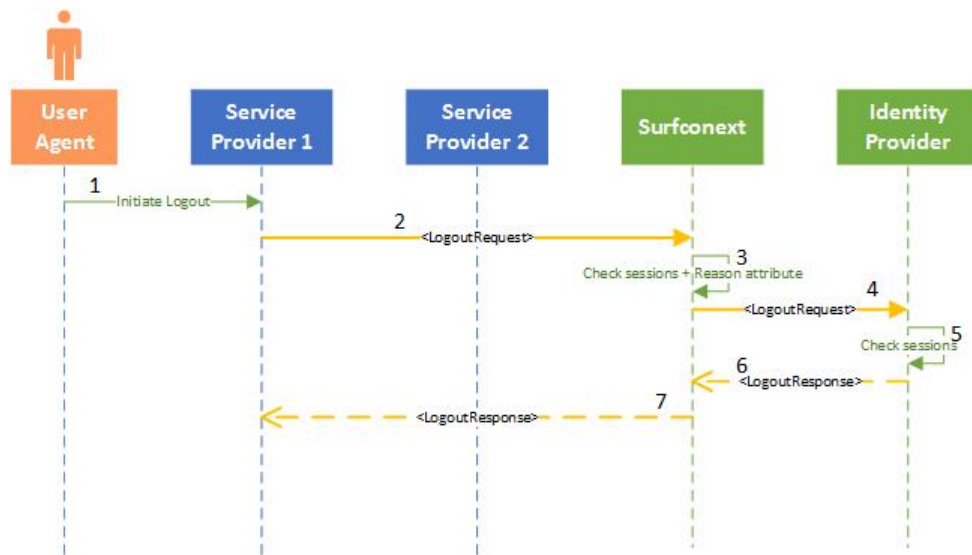 User
Agent
Service
Provider 1
Service
Provider 2
Surfconext
Identity
Provider
1
Initiate Logout
2
<LogoutRequest>
3
Check sessions + Reason attribute
4
<LogoutRequest>
5
Check sessions
6
<LogoutResponse>
7
<LogoutResponse>